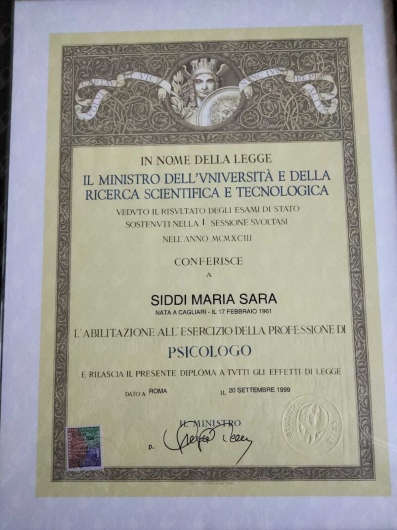 IN NOME DELLA LEGGE
IL MINISTRO DELL'VNIVERSITÀ E DELLA
RICERCA SCIENTIFICA E TECNOLOGICA
VEDVTO IL RISVLTATO DEGLI ESAMI DI STATO
SOSTENVTI NELLA I SESSIONE SVOLTASI
NELL'ANNO MCMXCIII
CONFERISCE
A
SIDDI MARIA SARA
NATA A CAGLIARI - IL 17 FEBBRAIO 1961
L'ABILITAZIONE ALL'ESERCIZIO DELLA PROFESSIONE DI
PSICOLOGO
E RILASCIA IL PRESENTE DIPLOMA A TVTTI GLI EFFETTI DI LEGGE
DATO A ROMA IL 20 SETTEMBRE 1999
IL MINISTRO
p.